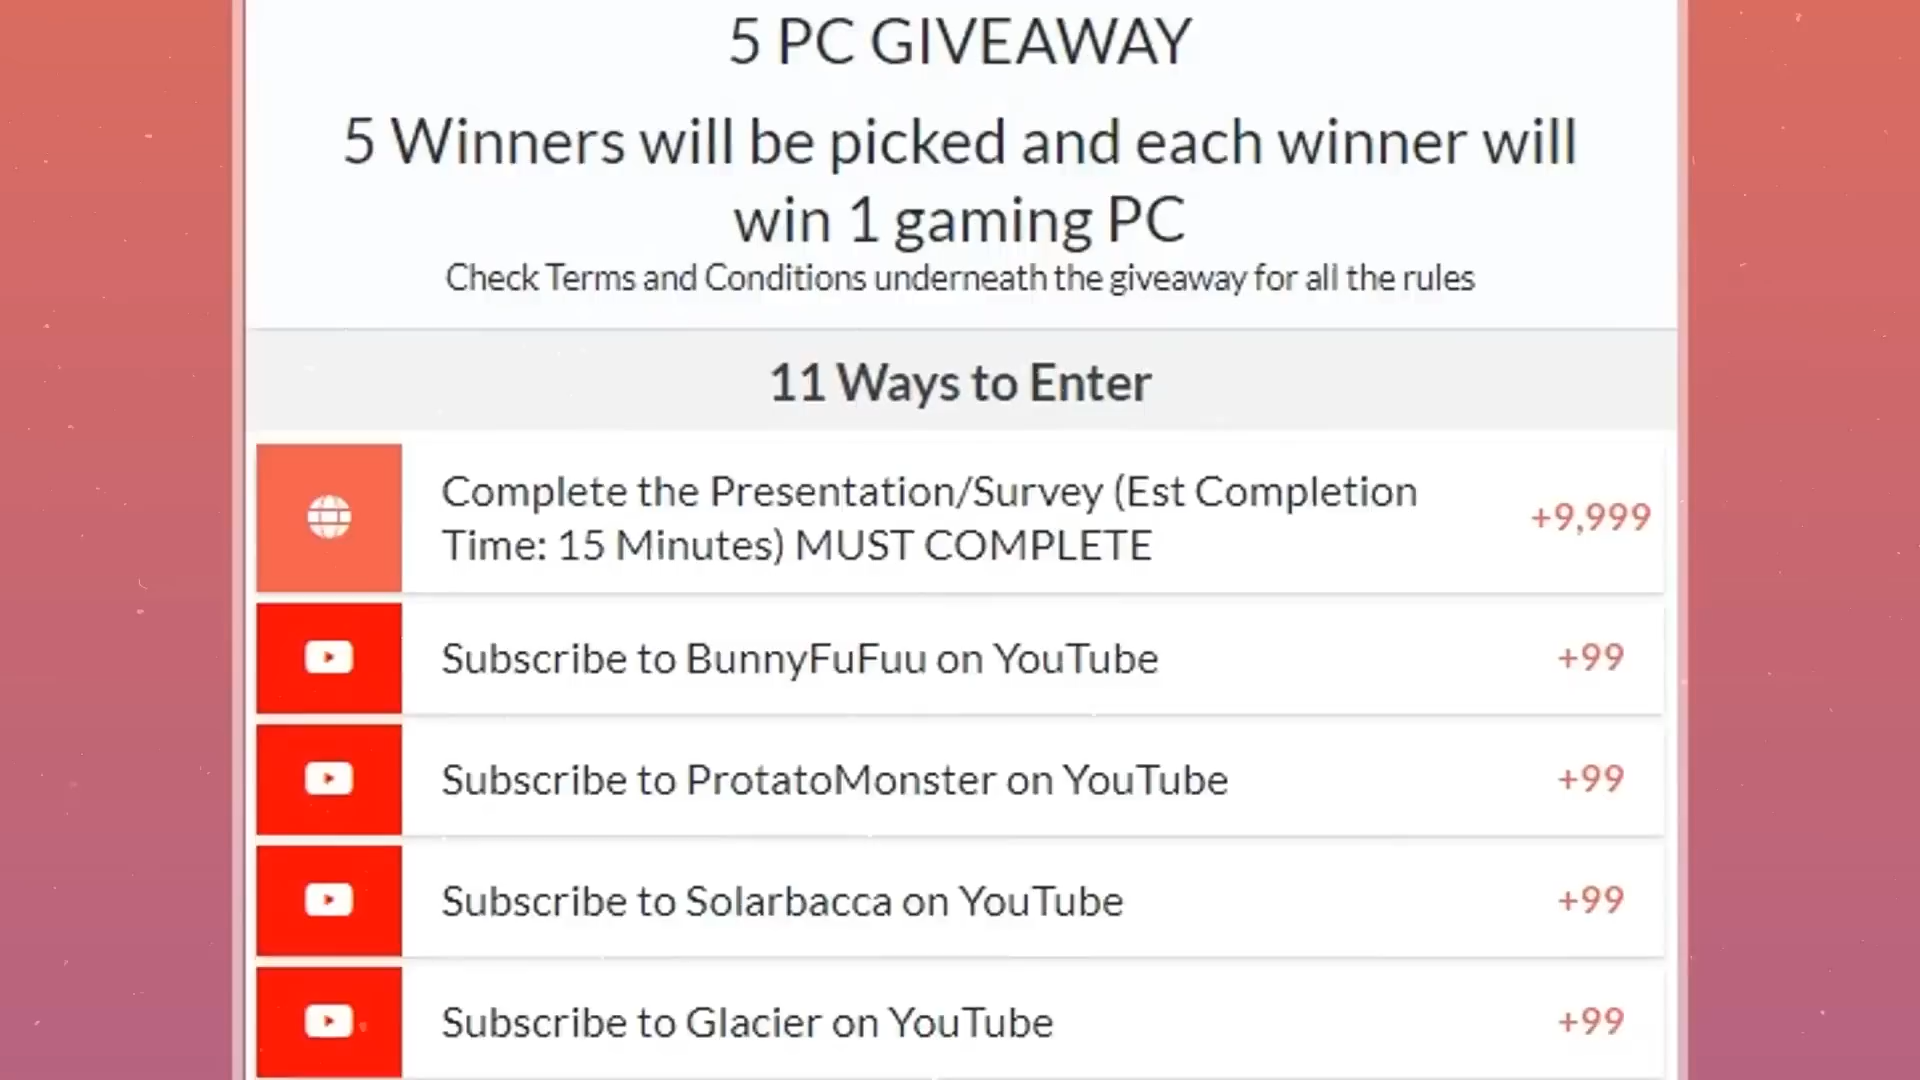 5 PC GIVEAWAY
5 Winners will be picked and each winner will
win 1 gaming PC
Check Terms and Conditions underneath the giveaway for all the rules
11 Ways to Enter
Complete the Presentation/Survey (Est Completion
Time: 15 Minutes) MUST COMPLETE
+9,999
Subscribe to BunnyFuFuu on YouTube
+99
Subscribe to ProtatoMonster on YouTube
+99
Subscribe to Solarbacca on YouTube
+99
Subscribe to Glacier on YouTube
+99